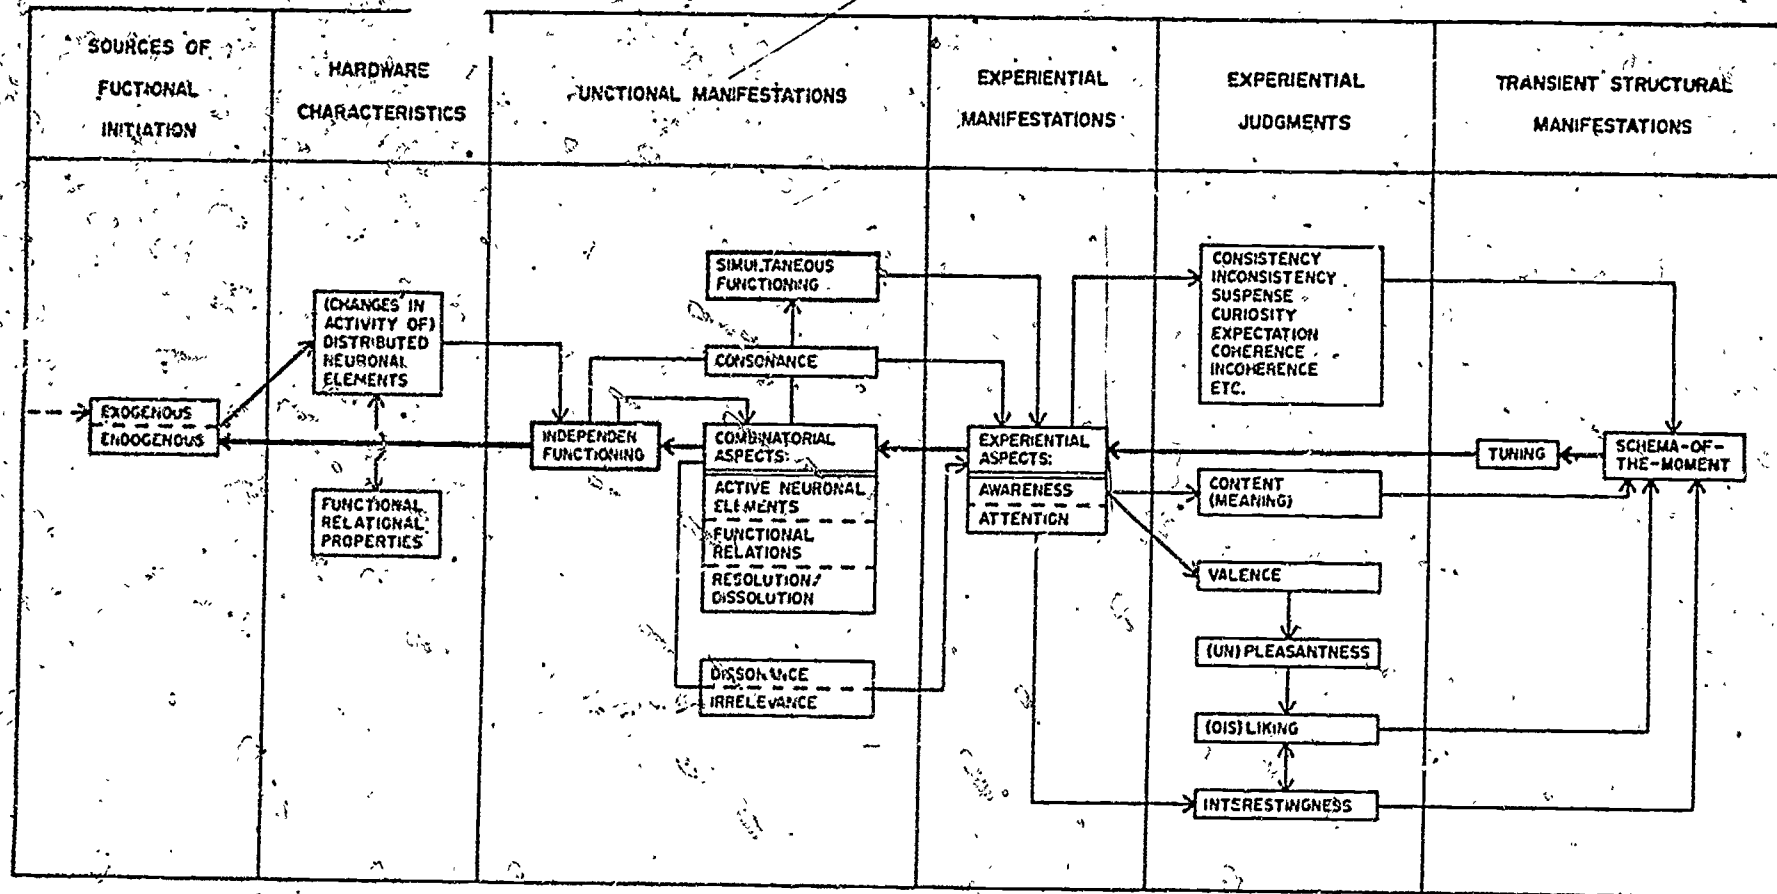 SOURCES OF
FUCTIONAL
INITIATION
HARDWARE
CHARACTERISTICS
UNCTIONAL MANIFESTATIONS
EXPERIENTIAL
MANIFESTATIONS
EXPERIENTIAL
JUDGMENTS
TRANSIENT STRUCTURAL
MANIFESTATIONS
EXOGENOUS
ENDOGENOUS
(CHANGES IN
ACTIVITY OF)
DISTRIBUTED
NEURONAL
ELEMENTS
FUNCTIONAL
RELATIONAL
PROPERTIES
INDEPENDEN
FUNCTIONING
SIMULTANEOUS
FUNCTIONING
CONSONANCE
COMBINATORIAL
ASPECTS:
ACTIVE NEURONAL
ELEMENTS
FUNCTIONAL
RELATIONS
RESOLUTION/
DISSOLUTION
DISSONANCE
IRRELEVANCE
EXPERIENTIAL
ASPECTS:
AWARENESS
ATTENTION
CONSISTENCY
INCONSISTENCY
SUSPENSE
CURIOSITY
EXPECTATION
COHERENCE
INCOHERENCE
ETC.
CONTENT
(MEANING)
VALENCE
(UN) PLEASANTNESS
(DIS) LIKING
INTERESTINGNESS
TUNING
SCHEMA-OF-
THE-MOMENT